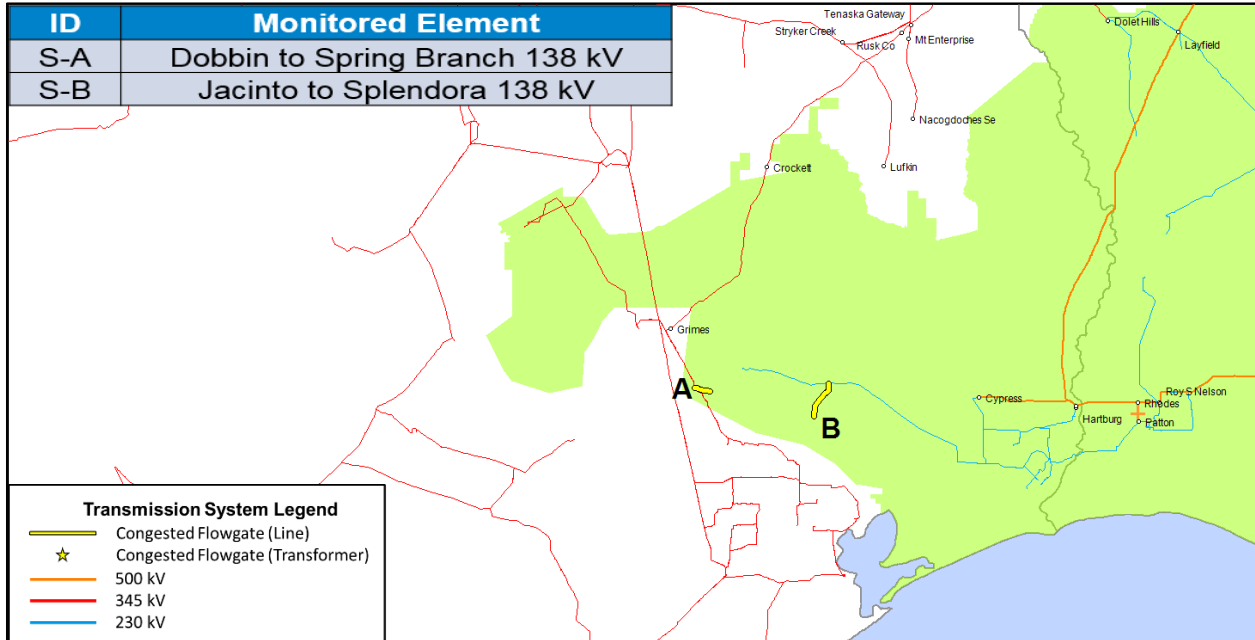 ID Monitored Element
S-A Dobbin to Spring Branch 138 kV
S-B Jacinto to Splendora 138 kV
Tenaska Gateway
Stryker Creek
Rusk Co
Mt Enterprise
Dolet Hills
Layfield
Nacogdoches Se
Crockett
Lufkin
Grimes
A
B
Cypress
Hartburg
Roy S Nelson
Rhodes
Patton
Transmission System Legend
Congested Flowgate (Line)
Congested Flowgate (Transformer)
500 kV
345 kV
230 kV